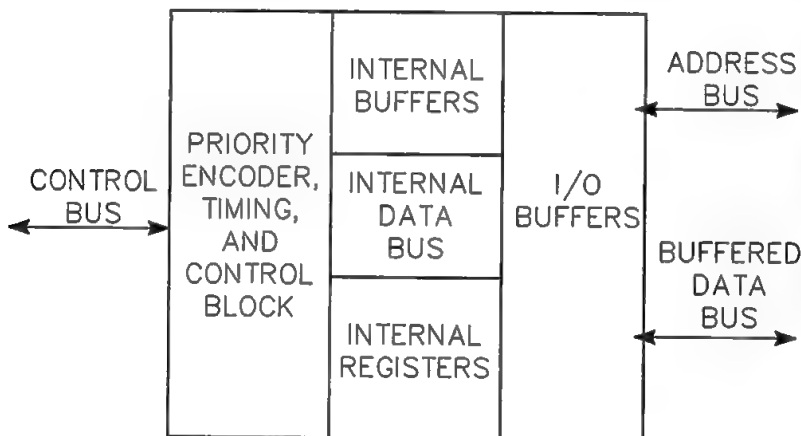 CONTROL
BUS
PRIORITY
ENCODER,
TIMING,
AND
CONTROL
BLOCK
INTERNAL
BUFFERS
INTERNAL
DATA
BUS
INTERNAL
REGISTERS
I/O
BUFFERS
ADDRESS
BUS
BUFFERED
DATA
BUS